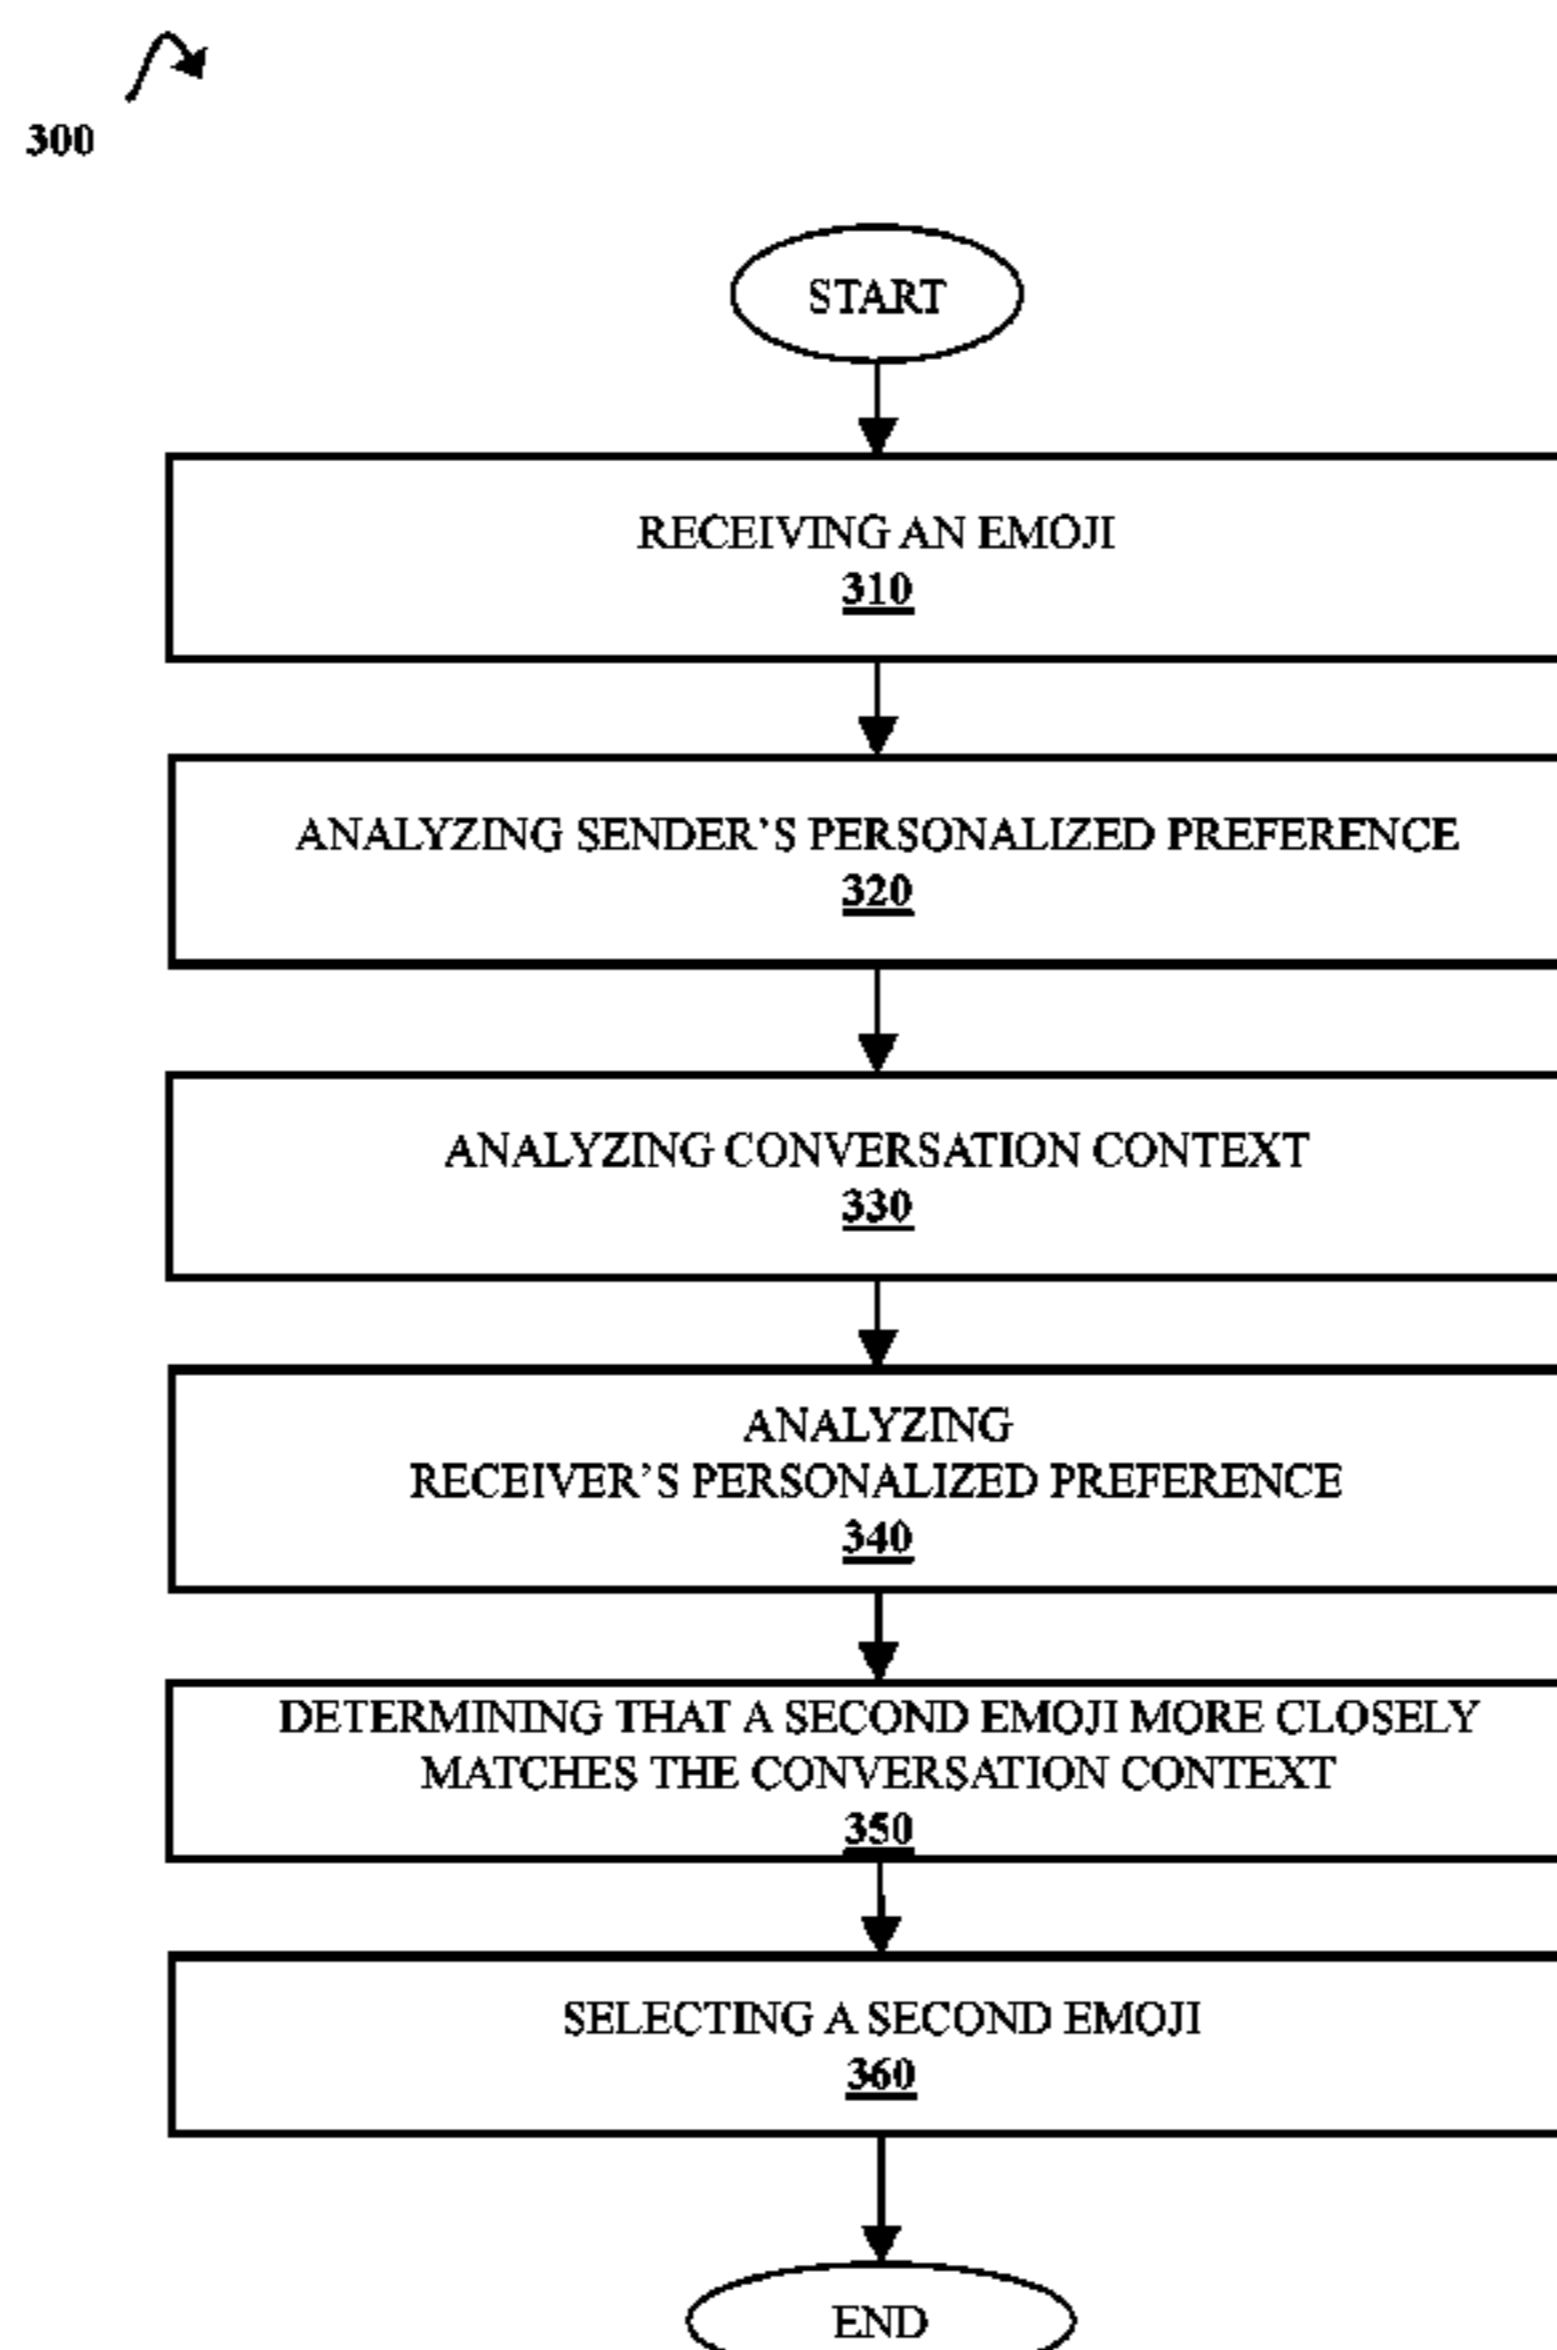 300
START
RECEIVING AN EMOJI
310
ANALYZING SENDER’S PERSONALIZED PREFERENCE
320
ANALYZING CONVERSATION CONTEXT
330
ANALYZING
RECEIVER’S PERSONALIZED PREFERENCE
340
DETERMINING THAT A SECOND EMOJI MORE CLOSELY
MATCHES THE CONVERSATION CONTEXT
350
SELECTING A SECOND EMOJI
360
END